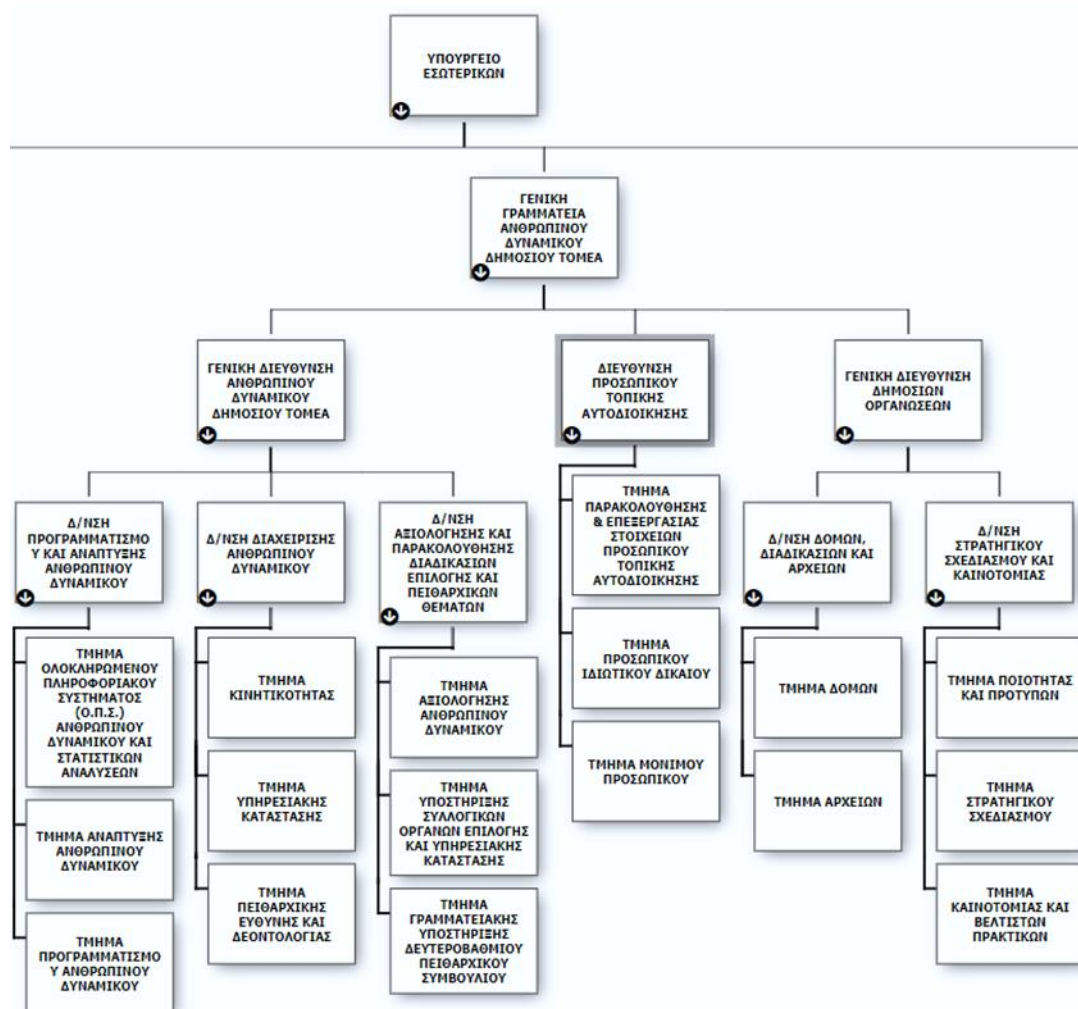 ΥΠΟΥΡΓΕΙΟ
ΕΣΩΤΕΡΙΚΩΝ
ΓΕΝΙΚΗ
ΓΡΑΜΜΑΤΕΙΑ
ΑΝΘΡΩΠΙΝΟΥ
ΔΥΝΑΜΙΚΟΥ
ΔΗΜΟΣΙΟΥ ΤΟΜΕΑ
ΓΕΝΙΚΗ ΔΙΕΥΘΥΝΣΗ
ΑΝΘΡΩΠΙΝΟΥ
ΔΥΝΑΜΙΚΟΥ
ΔΗΜΟΣΙΟΥ ΤΟΜΕΑ
ΔΙΕΥΘΥΝΣΗ
ΠΡΟΣΩΠΙΚΟΥ
ΤΟΠΙΚΗΣ
ΑΥΤΟΔΙΟΙΚΗΣΗΣ
ΓΕΝΙΚΗ ΔΙΕΥΘΥΝΣΗ
ΔΗΜΟΣΙΩΝ
ΟΡΓΑΝΩΣΕΩΝ
Δ/ΝΣΗ
ΠΡΟΓΡΑΜΜΑΤΙΣΜΟ
Υ ΚΑΙ ΑΝΑΠΤΥΞΗΣ
ΑΝΘΡΩΠΙΝΟΥ
ΔΥΝΑΜΙΚΟΥ
Δ/ΝΣΗ ΔΙΑΧΕΙΡΙΣΗΣ
ΑΝΘΡΩΠΙΝΟΥ
ΔΥΝΑΜΙΚΟΥ
Δ/ΝΣΗ
ΑΞΙΟΛΟΓΗΣΗΣ ΚΑΙ
ΠΑΡΑΚΟΛΟΥΘΗΣΗΣ
ΔΙΑΔΙΚΑΣΙΩΝ
ΕΠΙΛΟΓΗΣ ΚΑΙ
ΠΕΙΘΑΡΧΙΚΩΝ
ΘΕΜΑΤΩΝ
ΤΜΗΜΑ
ΠΑΡΑΚΟΛΟΥΘΗΣΗΣ
& ΕΠΕΞΕΡΓΑΣΙΑΣ
ΣΤΟΙΧΕΙΩΝ
ΠΡΟΣΩΠΙΚΟΥ
ΤΟΠΙΚΗΣ
ΑΥΤΟΔΙΟΙΚΗΣΗΣ
Δ/ΝΣΗ ΔΟΜΩΝ,
ΔΙΑΔΙΚΑΣΙΩΝ ΚΑΙ
ΑΡΧΕΙΩΝ
Δ/ΝΣΗ
ΣΤΡΑΤΗΓΙΚΟΥ
ΣΧΕΔΙΑΣΜΟΥ ΚΑΙ
ΚΑΙΝΟΤΟΜΙΑΣ
ΤΜΗΜΑ
ΟΛΟΚΛΗΡΩΜΕΝΟΥ
ΠΛΗΡΟΦΟΡΙΑΚΟΥ
ΣΥΣΤΗΜΑΤΟΣ
(Ο.Π.Σ.)
ΑΝΘΡΩΠΙΝΟΥ
ΔΥΝΑΜΙΚΟΥ ΚΑΙ
ΣΤΑΤΙΣΤΙΚΩΝ
ΑΝΑΛΥΣΕΩΝ
ΤΜΗΜΑ
ΚΙΝΗΤΙΚΟΤΗΤΑΣ
ΤΜΗΜΑ
ΑΞΙΟΛΟΓΗΣΗΣ
ΑΝΘΡΩΠΙΝΟΥ
ΔΥΝΑΜΙΚΟΥ
ΤΜΗΜΑ
ΠΡΟΣΩΠΙΚΟΥ
ΙΔΙΩΤΙΚΟΥ ΔΙΚΑΙΟΥ
ΤΜΗΜΑ ΔΟΜΩΝ
ΤΜΗΜΑ ΠΟΙΟΤΗΤΑΣ
ΚΑΙ ΠΡΟΤΥΠΩΝ
ΤΜΗΜΑ ΑΝΑΠΤΥΞΗΣ
ΑΝΘΡΩΠΙΝΟΥ
ΔΥΝΑΜΙΚΟΥ
ΤΜΗΜΑ
ΥΠΗΡΕΣΙΑΚΗΣ
ΚΑΤΑΣΤΑΣΗΣ
ΤΜΗΜΑ
ΥΠΟΣΤΗΡΙΞΗΣ
ΣΥΛΛΟΓΙΚΩΝ
ΟΡΓΑΝΩΝ ΕΠΙΛΟΓΗΣ
ΚΑΙ ΥΠΗΡΕΣΙΑΚΗΣ
ΚΑΤΑΣΤΑΣΗΣ
ΤΜΗΜΑ ΜΟΝΙΜΟΥ
ΠΡΟΣΩΠΙΚΟΥ
ΤΜΗΜΑ ΑΡΧΕΙΩΝ
ΤΜΗΜΑ
ΣΤΡΑΤΗΓΙΚΟΥ
ΣΧΕΔΙΑΣΜΟΥ
ΤΜΗΜΑ
ΠΡΟΓΡΑΜΜΑΤΙΣΜΟ
Υ ΑΝΘΡΩΠΙΝΟΥ
ΔΥΝΑΜΙΚΟΥ
ΤΜΗΜΑ
ΠΕΙΘΑΡΧΙΚΗΣ
ΕΥΘΥΝΗΣ ΚΑΙ
ΔΕΟΝΤΟΛΟΓΙΑΣ
ΤΜΗΜΑ
ΓΡΑΜΜΑΤΕΙΑΚΗΣ
ΥΠΟΣΤΗΡΙΞΗΣ
ΔΕΥΤΕΡΟΒΑΘΜΙΟΥ
ΠΕΙΘΑΡΧΙΚΟΥ
ΣΥΜΒΟΥΛΙΟΥ
ΤΜΗΜΑ
ΚΑΙΝΟΤΟΜΙΑΣ ΚΑΙ
ΒΕΛΤΙΣΤΩΝ
ΠΡΑΚΤΙΚΩΝ